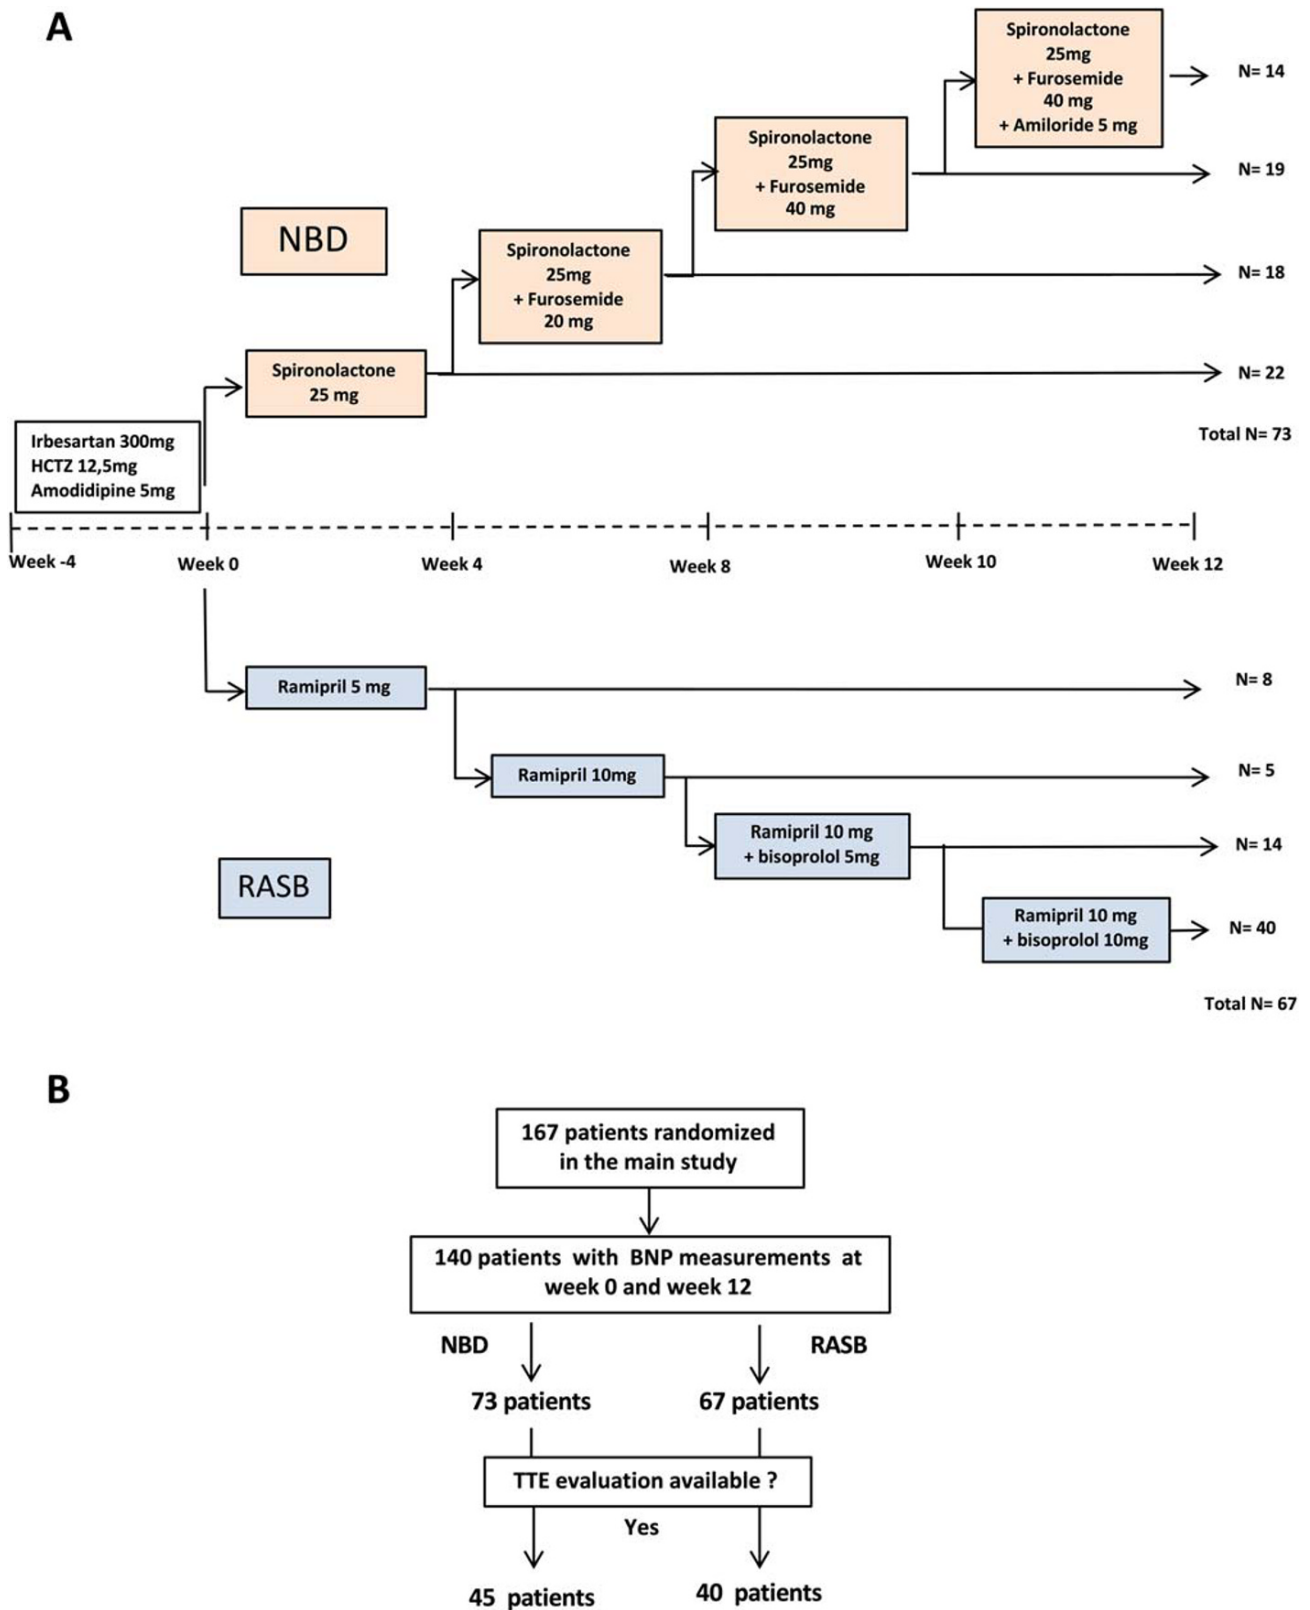 A
Spironolactone
25mg
+ Furosemide
40 mg
+ Amiloride 5 mg
N= 14
Spironolactone
25mg
+ Furosemide
40 mg
N= 19
NBD
Spironolactone
25mg
+ Furosemide
20 mg
N= 18
Spironolactone
25 mg
N= 22
Total N= 73
Irbesartan 300mg
HCTZ 12,5mg
Amodidipine 5mg
Week -4
Week 0
Week 4
Week 8
Week 10
Week 12
Ramipril 5 mg
N= 8
Ramipril 10mg
N= 5
Ramipril 10 mg
+ bisoprolol 5mg
N= 14
RASB
Ramipril 10 mg
+ bisoprolol 10mg
N= 40
Total N= 67
B
167 patients randomized
in the main study
140 patients with BNP measurements at
week 0 and week 12
NBD
RASB
73 patients
67 patients
TTE evaluation available ?
Yes
45 patients
40 patients